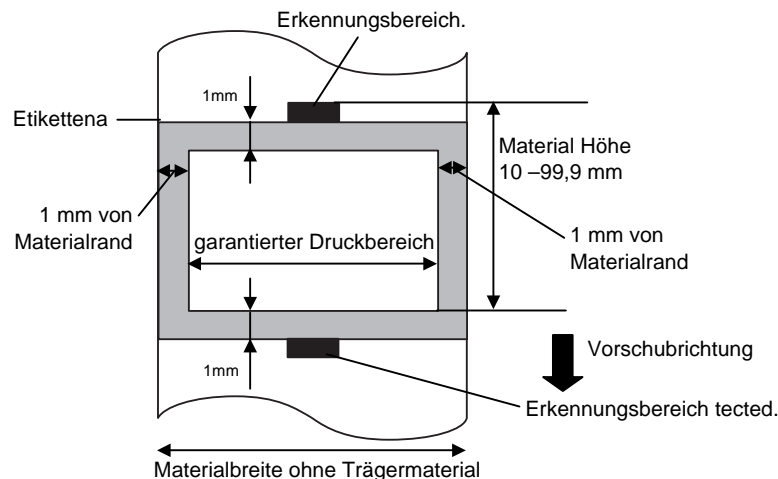 Erkennungsbereich.
1mm
Etikettena
Material Höhe
10 –99,9 mm
1 mm von
Materialrand
garantierter Druckbereich
1 mm von
Materialrand
1mm
Vorschubrichtung
Erkennungsbereich tected.
Materialbreite ohne Trägermaterial